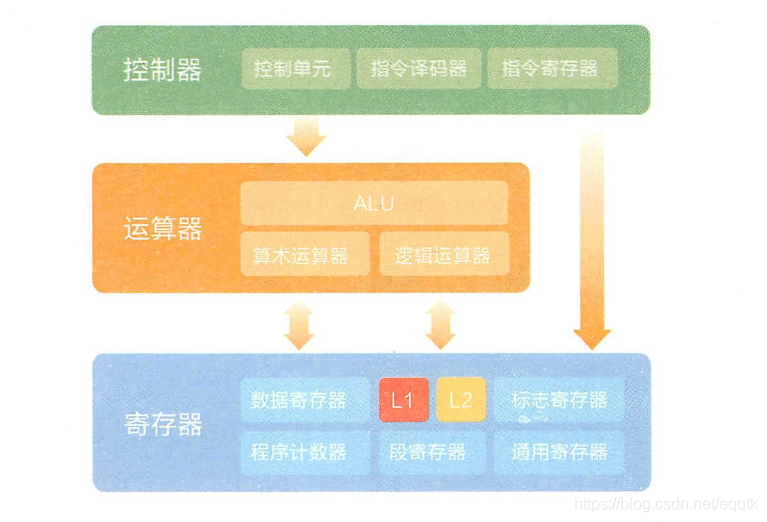 控制器 控制单元 指令译码器 指令寄存器
ALU
运算器
算术运算器 逻辑运算器
数据寄存器 L1 L2 标志寄存器
寄存器
程序计数器 段寄存器 通用寄存器
https://blog.csdn.net/eqqtk